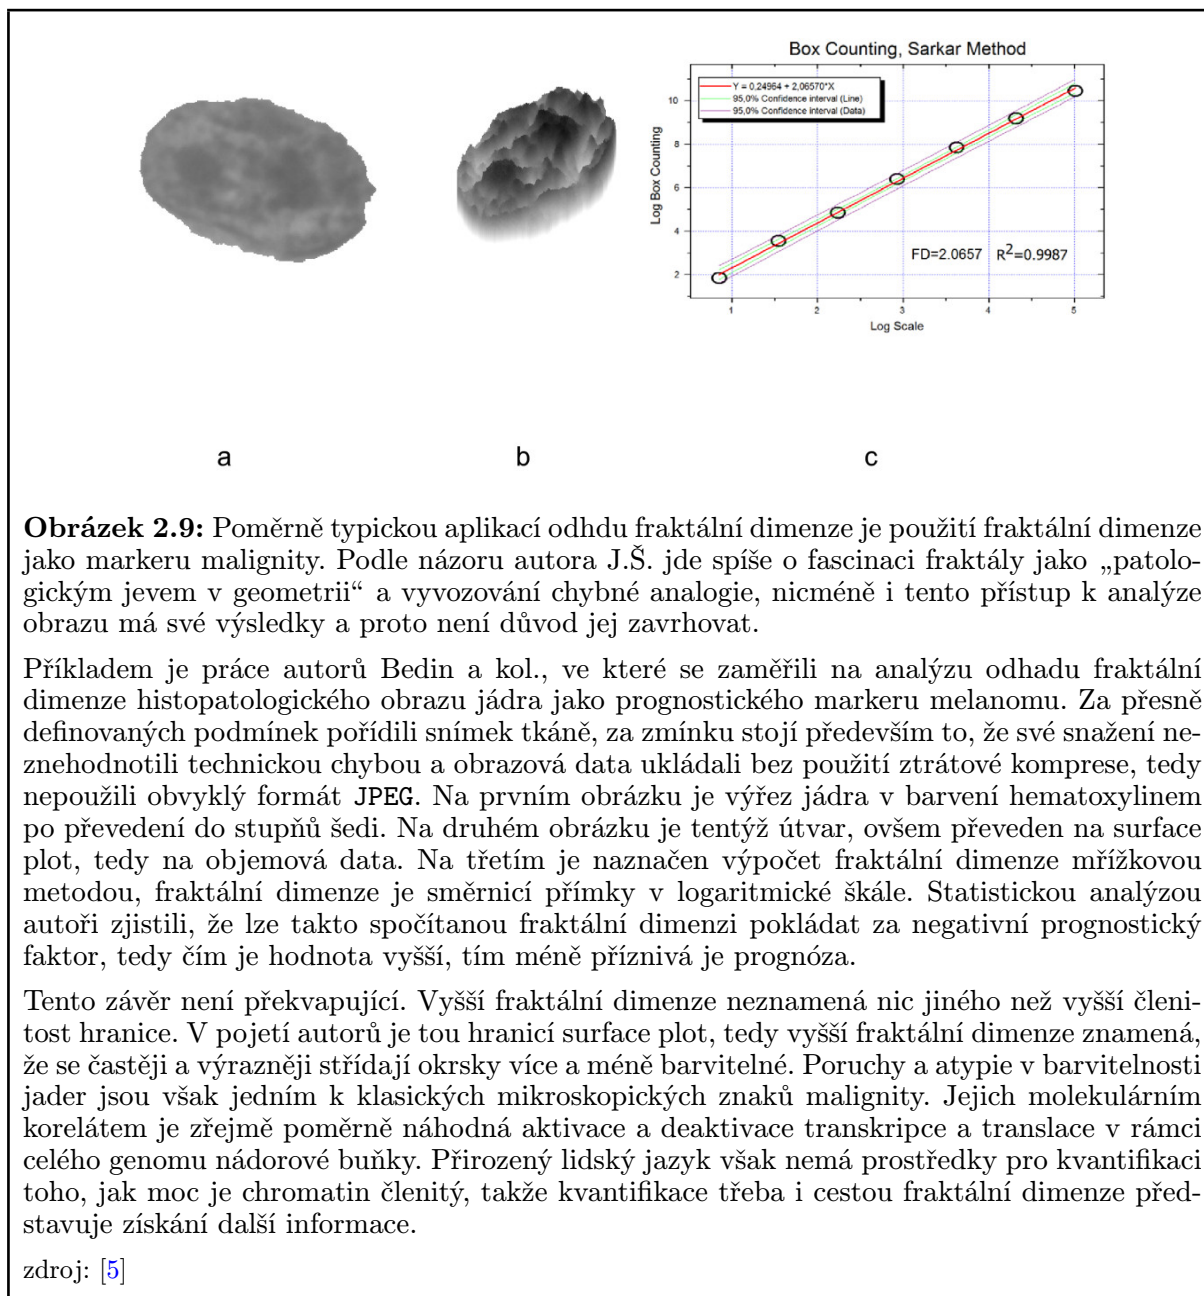 Box Counting, Sarkar Method
Y = 0,24964 + 2,06570*X
95,0% Confidence interval (Line)
95,0% Confidence interval (Data)
Log Box Counting
10
8
6
4
2
FD=2.0657 R²=0.9987
1 2 3 4 5
Log Scale
a b c
Obrázek 2.9: Poměrně typickou aplikací odhdu fraktální dimenze je použití fraktální dimenze
jako markeru malignity. Podle názoru autora J.Š. jde spíše o fascinaci fraktály jako „patolo-
gickým jevem v geometrii“ a vyvozování chybné analogie, nicméně i tento přístup k analýze
obrazu má své výsledky a proto není důvod jej zavrhovat.
Příkladem je práce autorů Bedin a kol., ve které se zaměřili na analýzu odhadu fraktální
dimenze histopatologického obrazu jádra jako prognostického markeru melanomu. Za přesně
definovaných podmínek pořídili snímek tkáně, za zmínku stojí především to, že své snažení ne-
znehodnotili technickou chybou a obrazová data ukládali bez použití ztrátové komprese, tedy
nepoužili obvyklý formát JPEG. Na prvním obrázku je výřez jádra v barvení hematoxylinem
po převedení do stupňů šedi. Na druhém obrázku je tentýž útvar, ovšem převeden na surface
plot, tedy na objemová data. Na třetím je naznačen výpočet fraktální dimenze mřížkovou
metodou, fraktální dimenze je směrnicí přímky v logaritmické škále. Statistickou analýzou
autoři zjistili, že lze takto spočítanou fraktální dimenzi pokládat za negativní prognostický
faktor, tedy čím je hodnota vyšší, tím méně příznivá je prognóza.
Tento závěr není překvapující. Vyšší fraktální dimenze neznamená nic jiného než vyšší členi-
tost hranice. V pojetí autorů je tou hranicí surface plot, tedy vyšší fraktální dimenze znamená,
že se častěji a výrazněji střídají okrsky více a méně barvitelné. Poruchy a atypie v barvitelnosti
jader jsou však jedním k klasických mikroskopických znaků malignity. Jejich molekulárním
korelátem je zřejmě poměrně náhodná aktivace a deaktivace transkripce a translace v rámci
celého genomu nádorové buňky. Přirozený lidský jazyk však nemá prostředky pro kvantifikaci
toho, jak moc je chromatin členitý, takže kvantifikace třeba i cestou fraktální dimenze před-
stavuje získání další informace.
zdroj: [5]